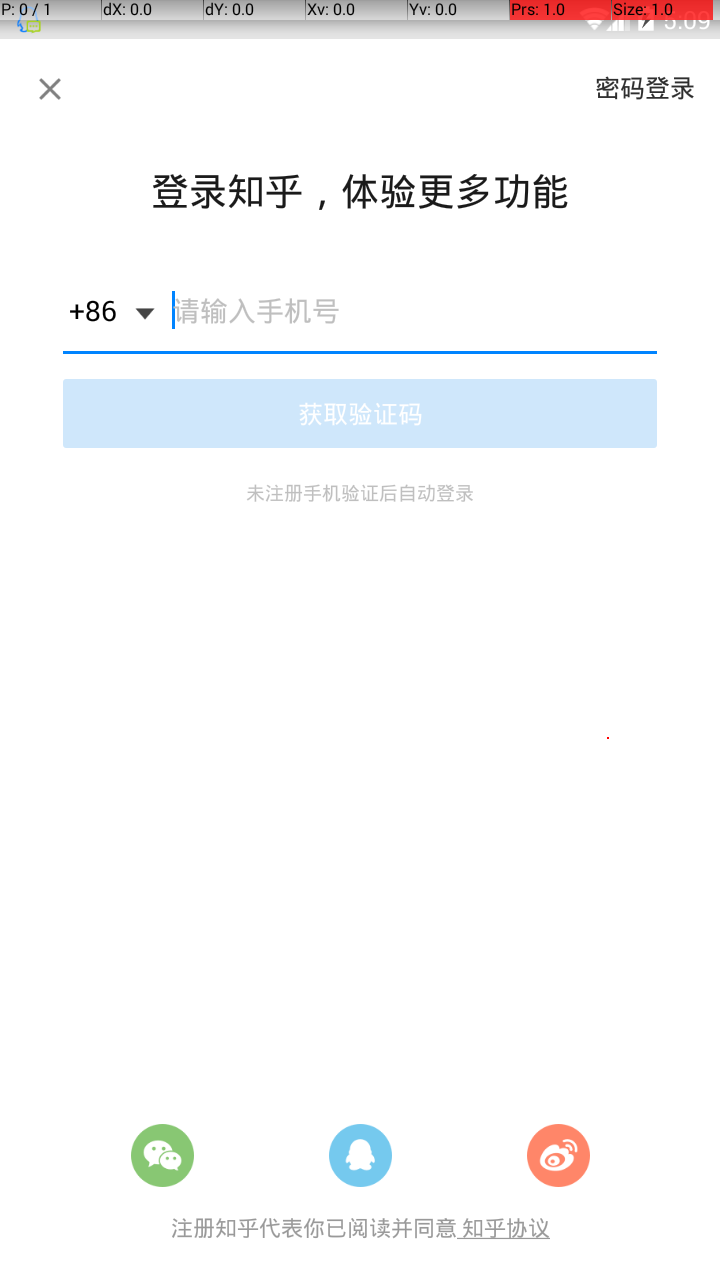 P: 0 / 1 dX: 0.0 dY: 0.0 Xv: 0.0 Yv: 0.0 Prs: 1.0 Size: 1.0
5:09
密码登录
登录知乎，体验更多功能
+86 请输入手机号
获取验证码
未注册手机验证后自动登录
注册知乎代表你已阅读并同意 知乎协议